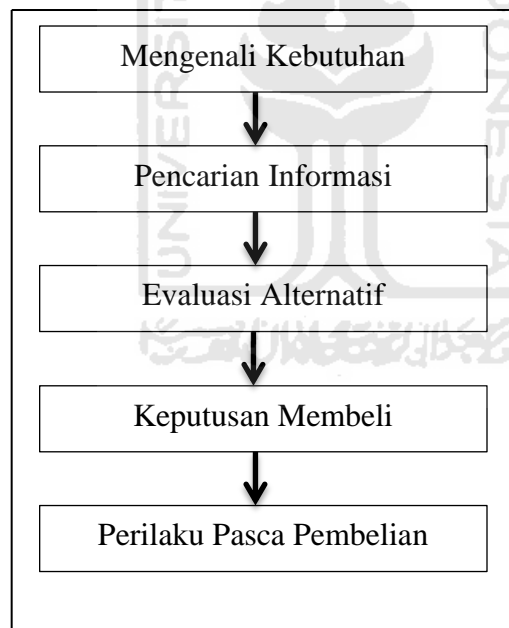 Mengenali Kebutuhan
Pencarian Informasi
Evaluasi Alternatif
Keputusan Membeli
Perilaku Pasca Pembelian